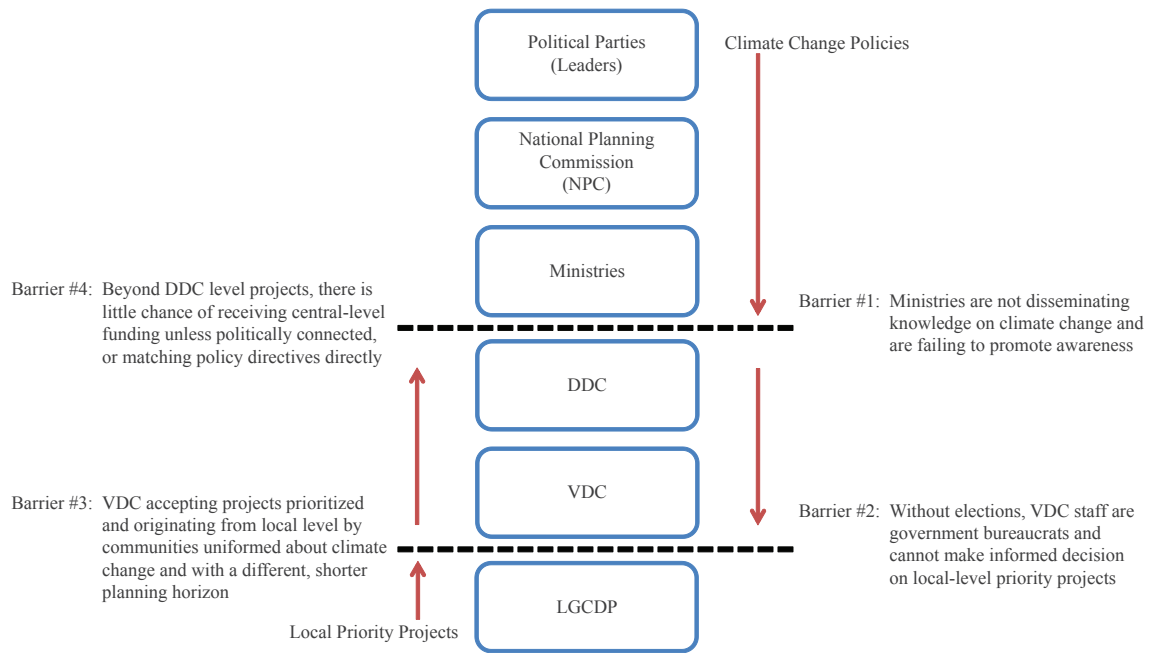 Political Parties
(Leaders)
Climate Change Policies
National Planning
Commission
(NPC)
Ministries
Barrier #4: Beyond DDC level projects, there is
little chance of receiving central-level
funding unless politically connected,
or matching policy directives directly
Barrier #1: Ministries are not disseminating
knowledge on climate change and
are failing to promote awareness
DDC
VDC
Barrier #3: VDC accepting projects prioritized
and originating from local level by
communities uniformed about climate
change and with a different, shorter
planning horizon
Barrier #2: Without elections, VDC staff are
government bureaucrats and
cannot make informed decision
on local-level priority projects
LGCDP
Local Priority Projects